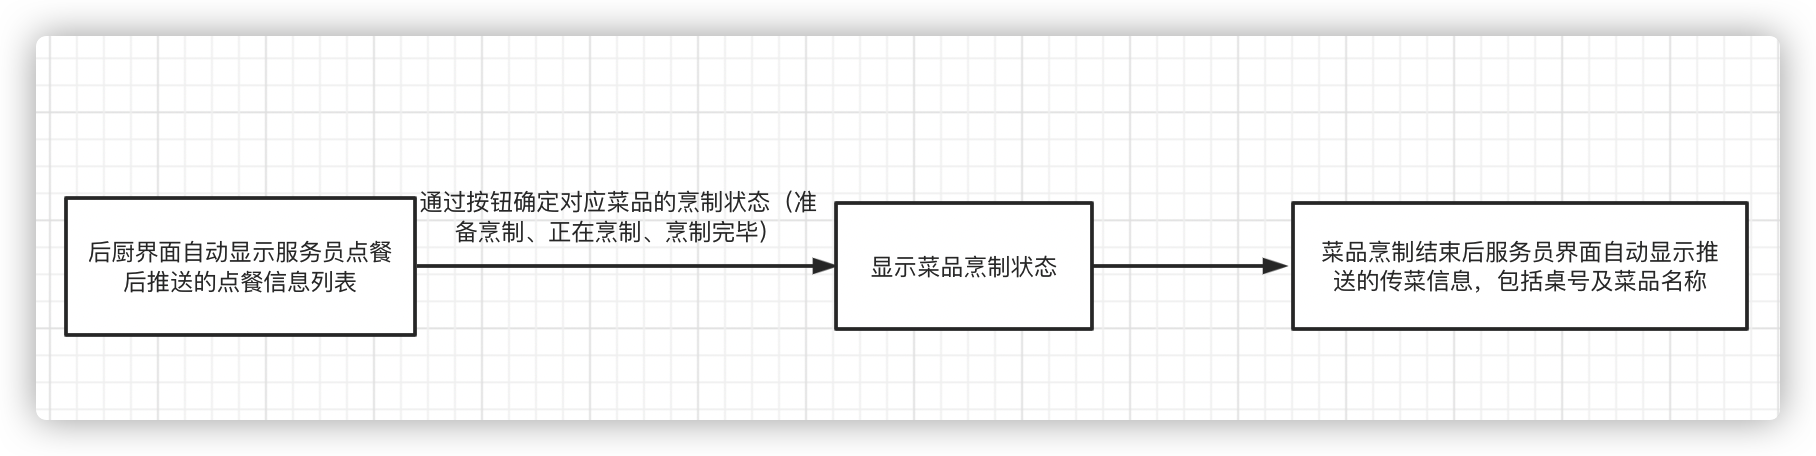 后厨界面自动显示服务员点餐
后推送的点餐信息列表
通过按钮确定对应菜品的烹制状态（准
备烹制、正在烹制、烹制完毕）
显示菜品烹制状态
菜品烹制结束后服务员界面自动显示推
送的传菜信息，包括桌号及菜品名称